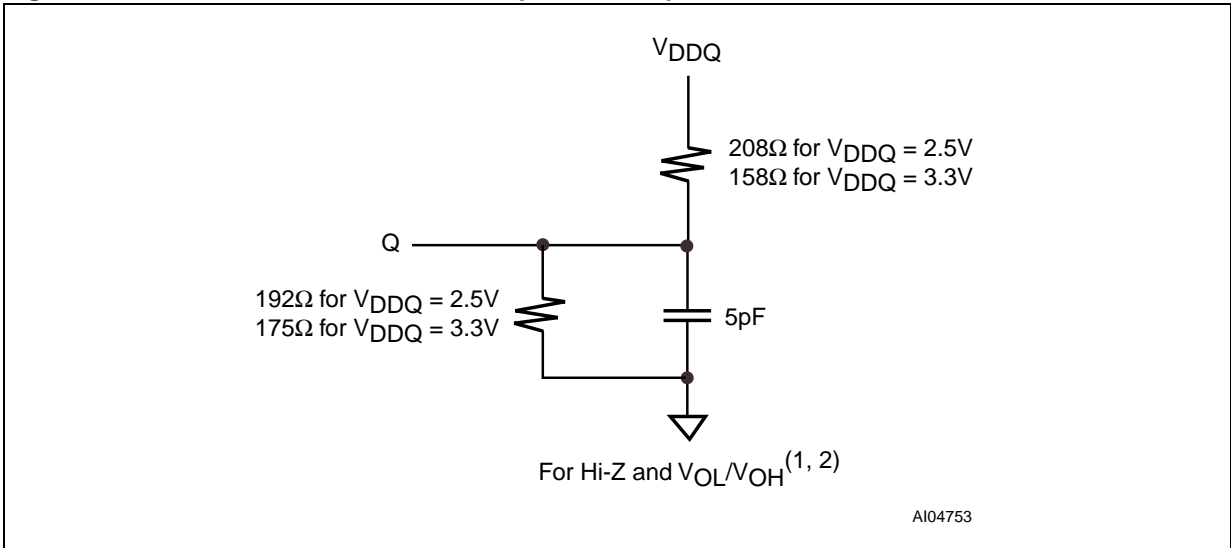 VDDQ
208Ω for VDDQ = 2.5V
158Ω for VDDQ = 3.3V
Q
192Ω for VDDQ = 2.5V
175Ω for VDDQ = 3.3V
5pF
For Hi-Z and VOL/VOH(1, 2)
AI04753